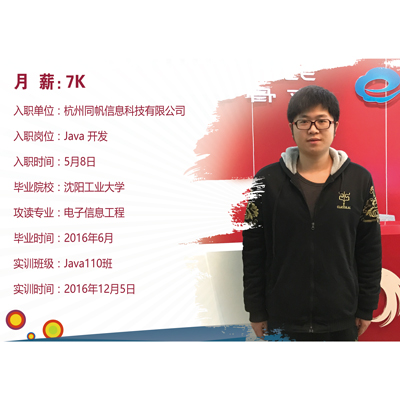 月 薪：7K
入职单位：杭州同帆信息科技有限公司
入职岗位：Java 开发
入职时间：5月8日
毕业院校：沈阳工业大学
攻读专业：电子信息工程
毕业时间：2016年6月
实训班级：Java110班
实训时间：2016年12月5日